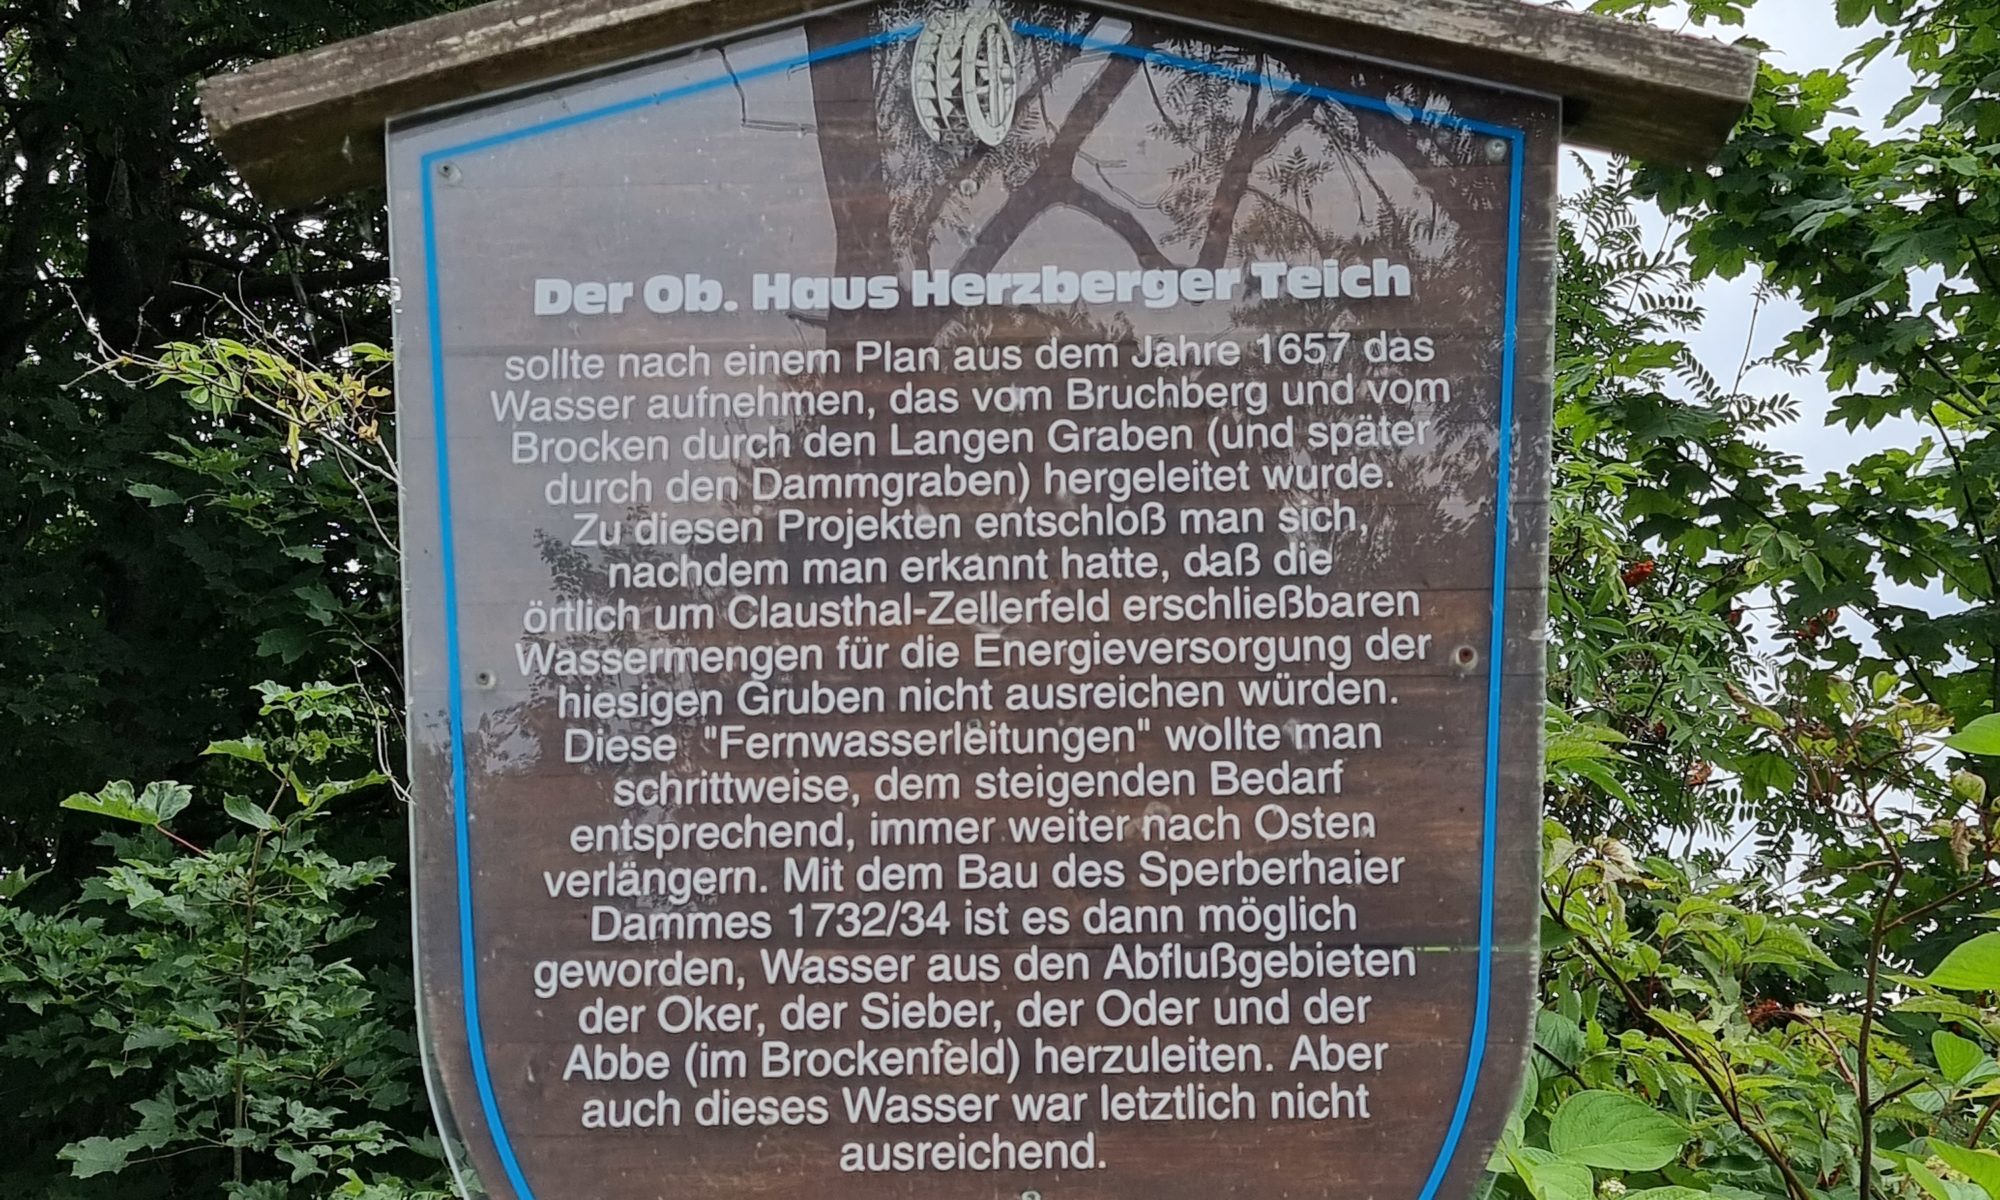 Der Ob. Haus Herzberger Teich
sollte nach einem Plan aus dem Jahre 1657 das
Wasser aufnehmen, das vom Bruchberg und vom
Brocken durch den Langen Graben (und später
durch den Dammgraben) hergeleitet wurde.
Zu diesen Projekten entschloß man sich,
nachdem man erkannt hatte, daß die
örtlich um Clausthal-Zellerfeld erschließbaren
Wassermengen für die Energieversorgung der
hiesigen Gruben nicht ausreichen würden.
Diese "Fernwasserleitungen" wollte man
schrittweise, dem steigenden Bedarf
entsprechend, immer weiter nach Osten
verlängern. Mit dem Bau des Sperberhaier
Dammes 1732/34 ist es dann möglich
geworden, Wasser aus den Abflußgebieten
der Oker, der Sieber, der Oder und der
Abbe (im Brockenfeld) herzuleiten. Aber
auch dieses Wasser war letztlich nicht
ausreichend.